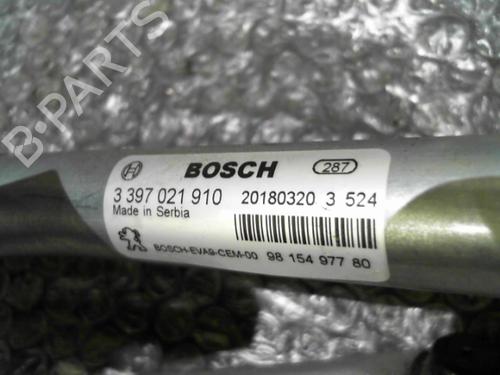 B-PARTS
BOSCH 287
3 397 021 910 20180320 3 524
Made in Serbia
BOSCH-EVA9-CEM-00 98 154 977 80